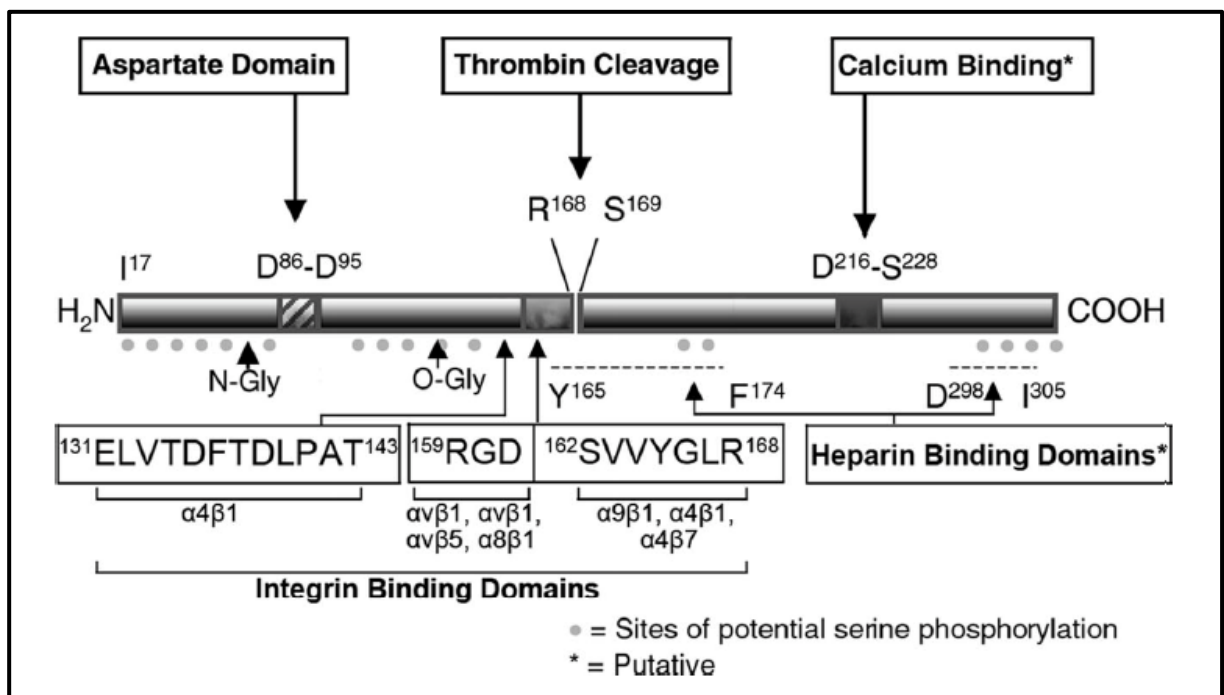 Aspartate Domain
Thrombin Cleavage
Calcium Binding*
R¹⁶⁸ S¹⁶⁹
I¹⁷
D⁸⁶-D⁹⁵
D²¹⁶-S²²⁸
H₂N
COOH
N-Gly
O-Gly
Y¹⁶⁵
F¹⁷⁴
D²⁹⁸
I³⁰⁵
¹³¹ELVTDFTDLPAT¹⁴³
¹⁵⁹RGD
¹⁶²SVVYGLR¹⁶⁸
Heparin Binding Domains*
α4β1
αvβ1, αvβ1,
αvβ5, α8β1
α9β1, α4β1,
α4β7
Integrin Binding Domains
= Sites of potential serine phosphorylation
* = Putative